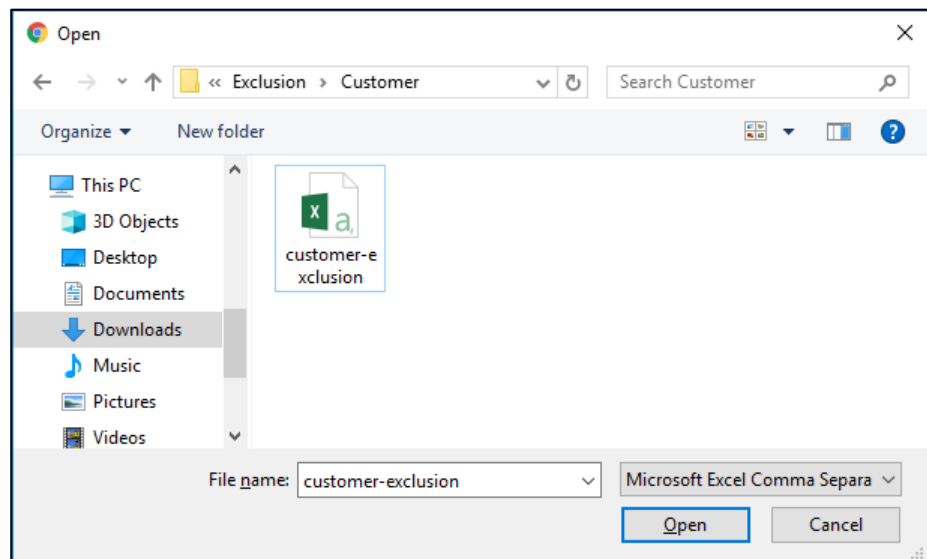 Open
« Exclusion › Customer
Search Customer
Organize
New folder
This PC
3D Objects
Desktop
Documents
Downloads
Music
Pictures
Videos
X a,
customer-e
xclusion
File name: customer-exclusion
Microsoft Excel Comma Separa
Open
Cancel